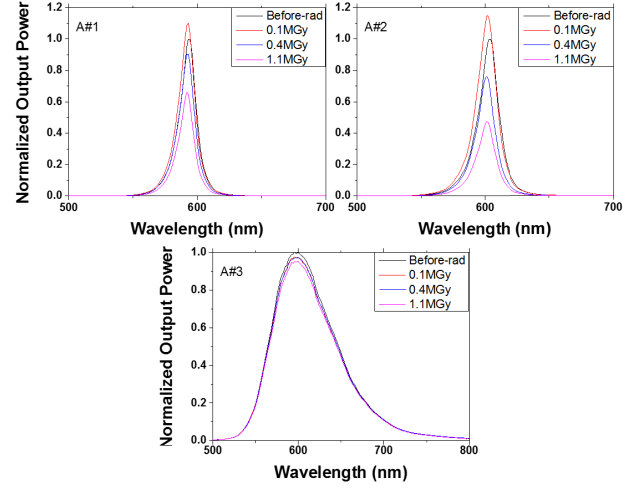 A#1
Before-rad
0.1MGy
0.4MGy
1.1MGy
Normalized Output Power
1.2
1.0
0.8
0.6
0.4
0.2
0.0
500
600
700
Wavelength (nm)
A#2
Before-rad
0.1MGy
0.4MGy
1.1MGy
Normalized Output Power
1.2
1.0
0.8
0.6
0.4
0.2
0.0
500
600
700
Wavelength (nm)
A#3
Before-rad
0.1MGy
0.4MGy
1.1MGy
Normalized Output Power
1.0
0.8
0.6
0.4
0.2
0.0
500
600
700
800
Wavelength (nm)